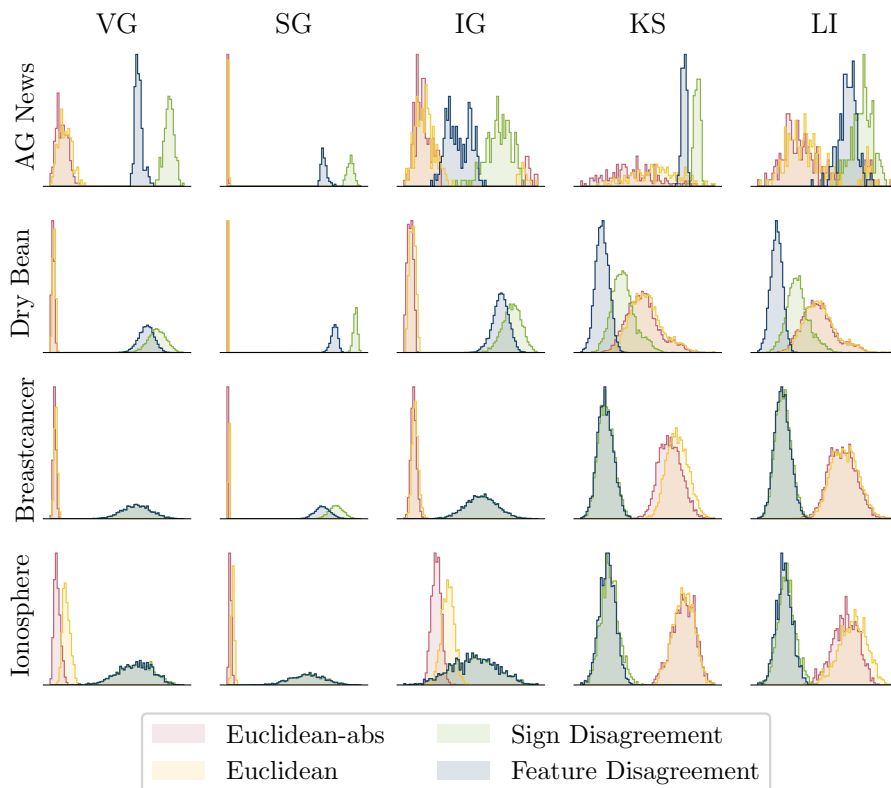 VG SG IG KS LI
AG News
Dry Bean
Breastcancer
Ionosphere
Euclidean-abs Sign Disagreement
Euclidean Feature Disagreement